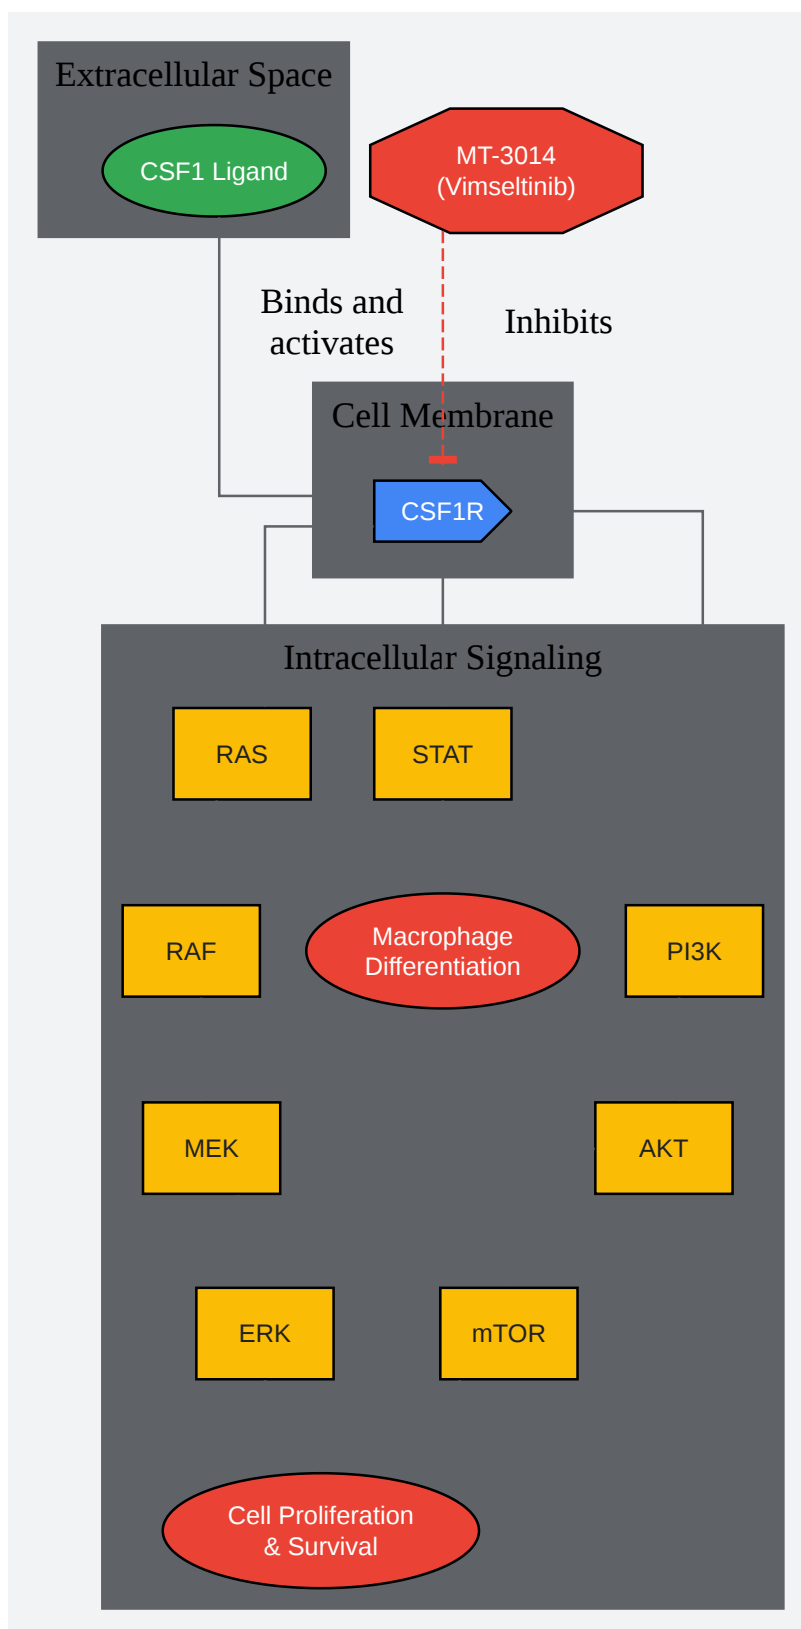 Extracellular Space
CSF1 Ligand
MT-3014
(Vimseltinib)
Binds and
activates
Inhibits
Cell Membrane
CSF1R
Intracellular Signaling
RAS
STAT
RAF
Macrophage
Differentiation
PI3K
MEK
AKT
ERK
mTOR
Cell Proliferation
& Survival